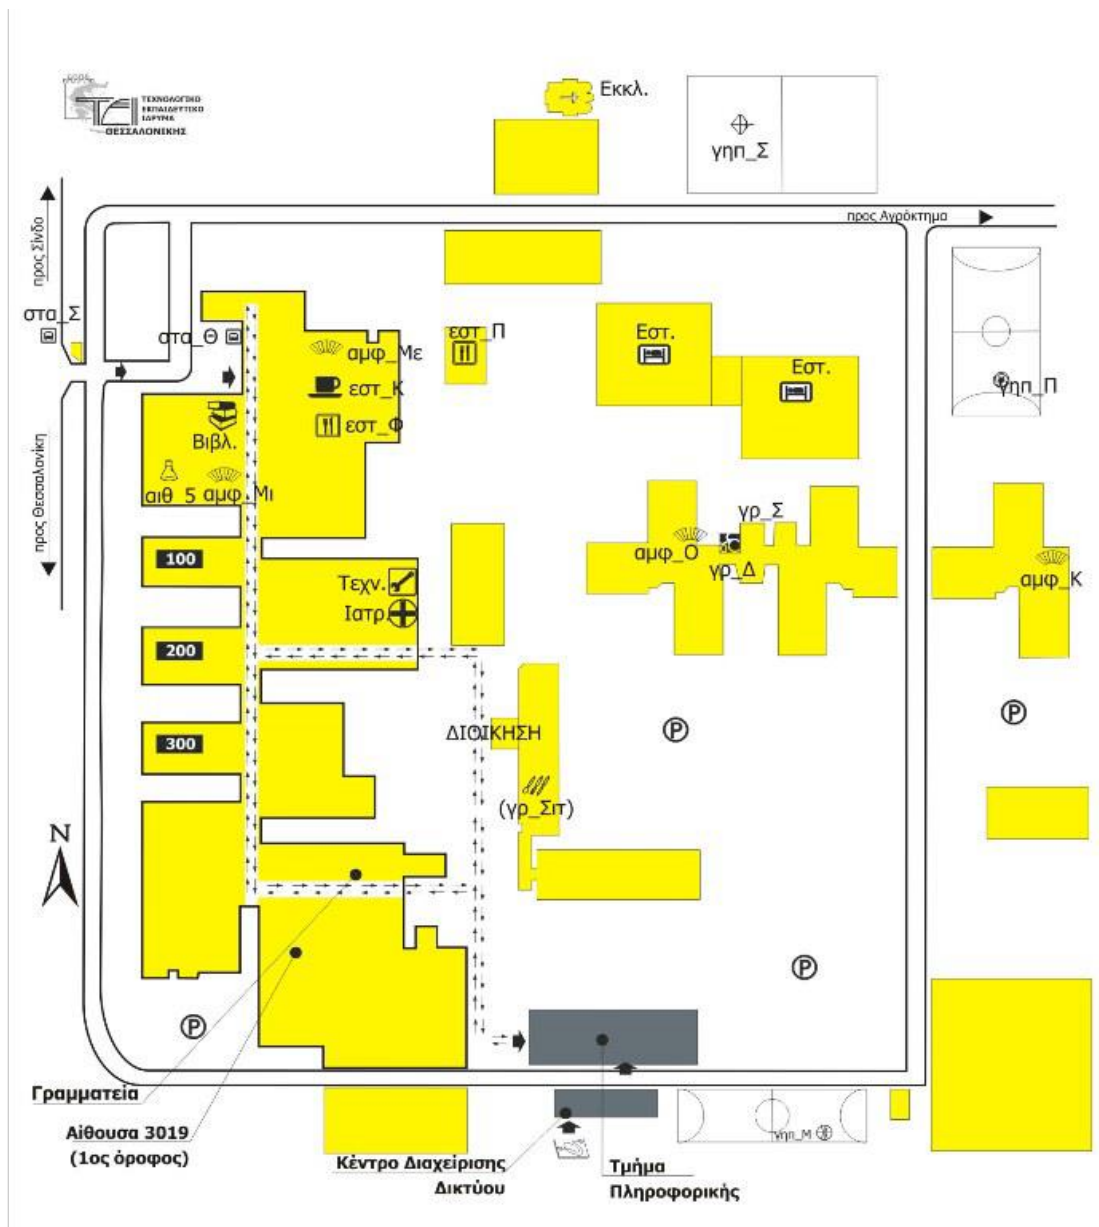 ΤΕΙ
ΤΕΧΝΟΛΟΓΙΚΟ
ΕΚΠΑΙΔΕΥΤΙΚΟ
ΙΔΡΥΜΑ
ΘΕΣΣΑΛΟΝΙΚΗΣ
Εκκλ.
γηπ_Σ
προς Αγρόκτημα
προς Σίνδο
στα_Σ
στα_Θ
αμφ_Με
εστ_Π
Εστ.
Εστ.
γηπ_Π
εστ_Κ
εστ_Φ
Βιβλ.
αιθ_5
αμφ_Μι
προς Θεσσαλονίκη
100
γρ_Σ
αμφ_Ο
γρ_Δ
αμφ_Κ
Τεχν.
Ιατρ.
200
300
ΔΙΟΙΚΗΣΗ
P
P
(γρ_Σιτ)
N
P
P
Γραμματεία
Αίθουσα 3019
(1ος όροφος)
γηπ_Μ
Κέντρο Διαχείρισης
Δικτύου
Τμήμα
Πληροφορικής